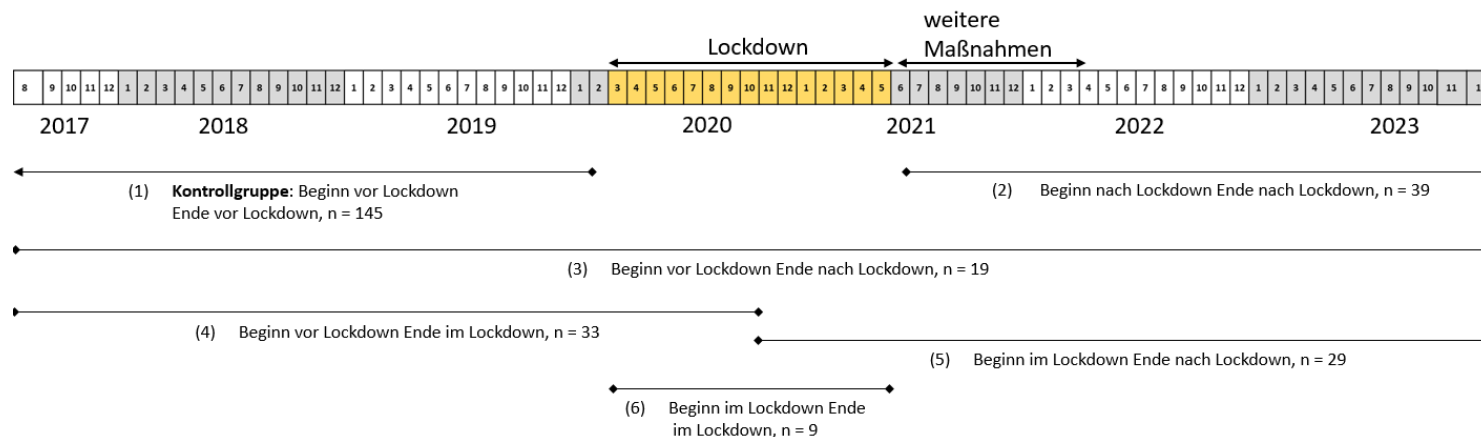 weitere
Maßnahmen
Lockdown
8 9 10 11 12 1 2 3 4 5 6 7 8 9 10 11 12 1 2 3 4 5 6 7 8 9 10 11 12 1 2 3 4 5 6 7 8 9 10 11 12 1 2 3 4 5 6 7 8 9 10 11 12 1 2 3 4 5 6 7 8 9 10 11 12 1 2 3 4 5 6 7 8 9 10 11 1
2017 2018 2019 2020 2021 2022 2023
(1) Kontrollgruppe: Beginn vor Lockdown
Ende vor Lockdown, n = 145
(2) Beginn nach Lockdown Ende nach Lockdown, n = 39
(3) Beginn vor Lockdown Ende nach Lockdown, n = 19
(4) Beginn vor Lockdown Ende im Lockdown, n = 33
(5) Beginn im Lockdown Ende nach Lockdown, n = 29
(6) Beginn im Lockdown Ende
im Lockdown, n = 9